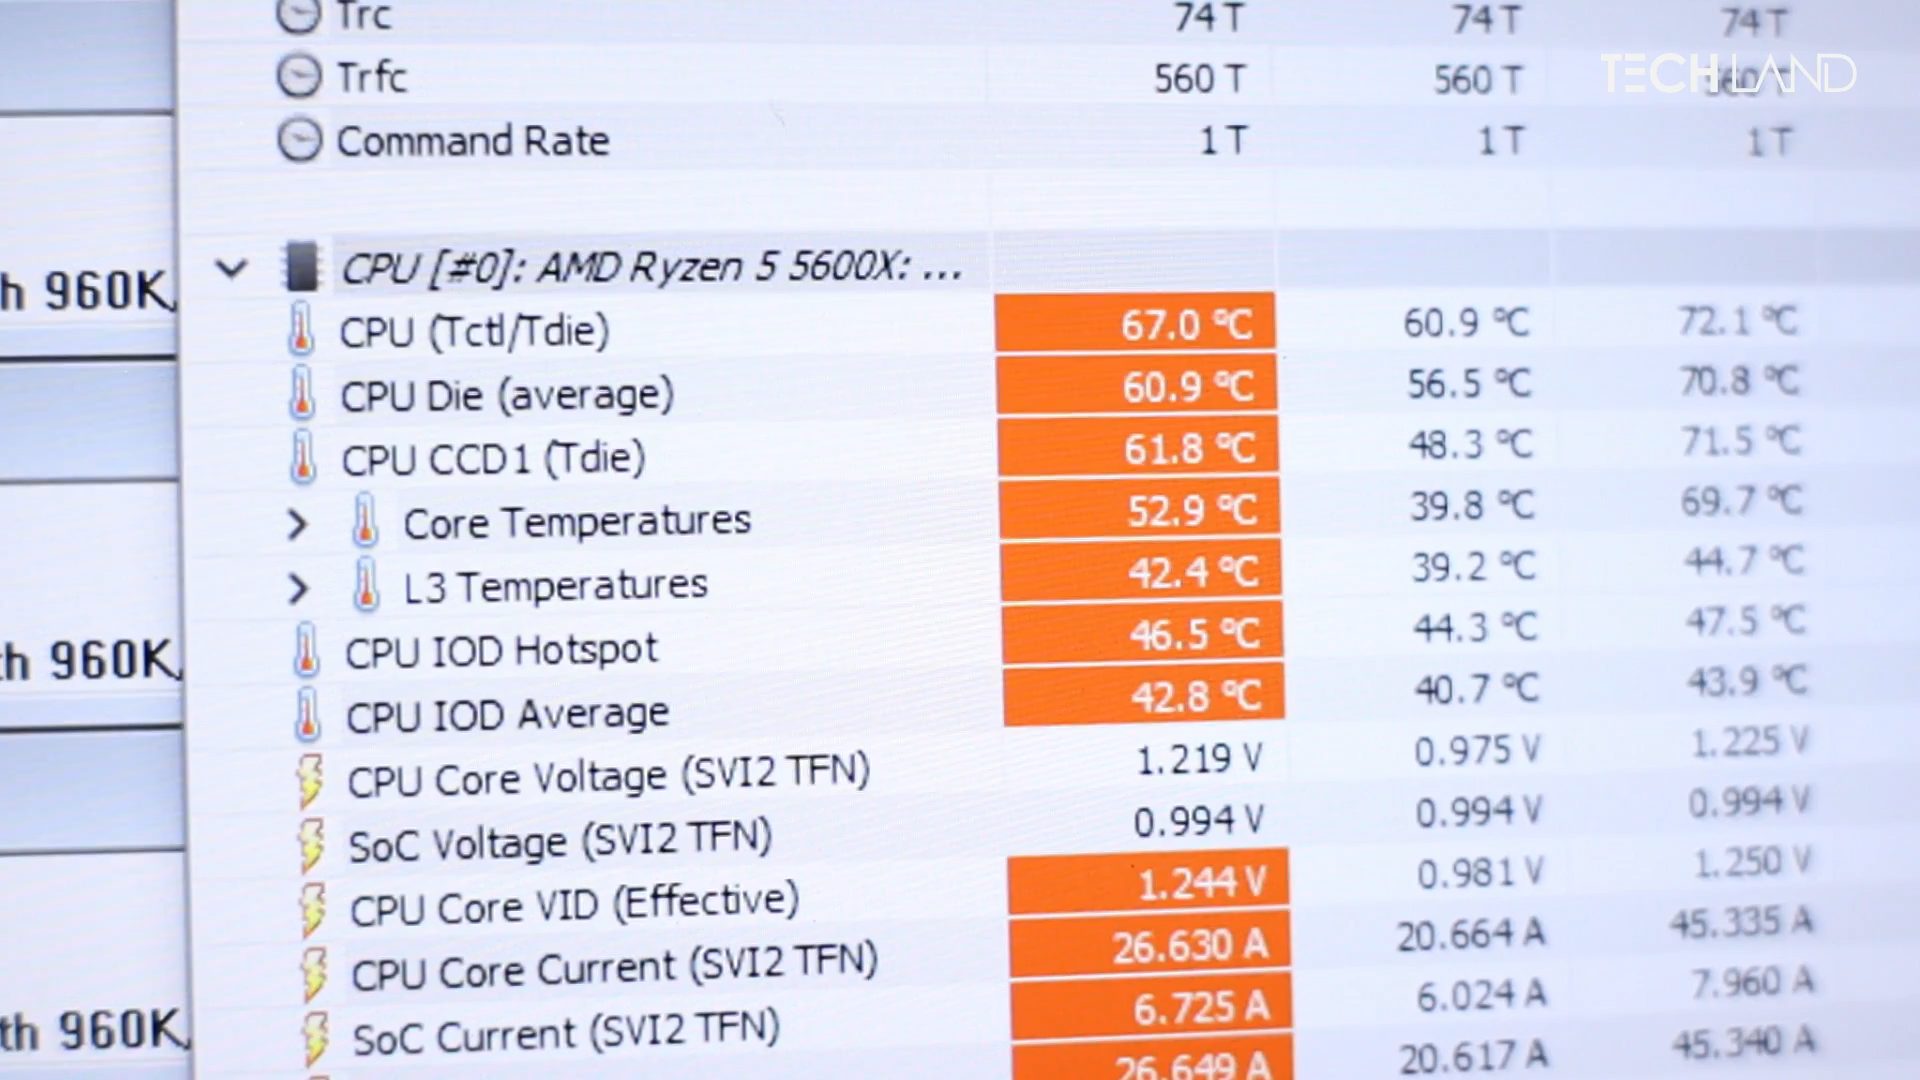 Trc 74 T 74 T 74 T
TECHLAND
Trfc 560 T 560 T 560 T
Command Rate 1 T 1 T 1 T
CPU [#0]: AMD Ryzen 5 5600X: ...
h 960K,
CPU (Tctl/Tdie) 67.0 °C 60.9 °C 72.1 °C
CPU Die (average) 60.9 °C 56.5 °C 70.8 °C
CPU CCD1 (Tdie) 61.8 °C 48.3 °C 71.5 °C
Core Temperatures 52.9 °C 39.8 °C 69.7 °C
L3 Temperatures 42.4 °C 39.2 °C 44.7 °C
th 960K,
CPU IOD Hotspot 46.5 °C 44.3 °C 47.5 °C
CPU IOD Average 42.8 °C 40.7 °C 43.9 °C
CPU Core Voltage (SVI2 TFN) 1.219 V 0.975 V 1.225 V
SoC Voltage (SVI2 TFN) 0.994 V 0.994 V 0.994 V
CPU Core VID (Effective) 1.244 V 0.981 V 1.250 V
CPU Core Current (SVI2 TFN) 26.630 A 20.664 A 45.335 A
th 960K,
SoC Current (SVI2 TFN) 6.725 A 6.024 A 7.960 A
26.649 A 20.617 A 45.340 A